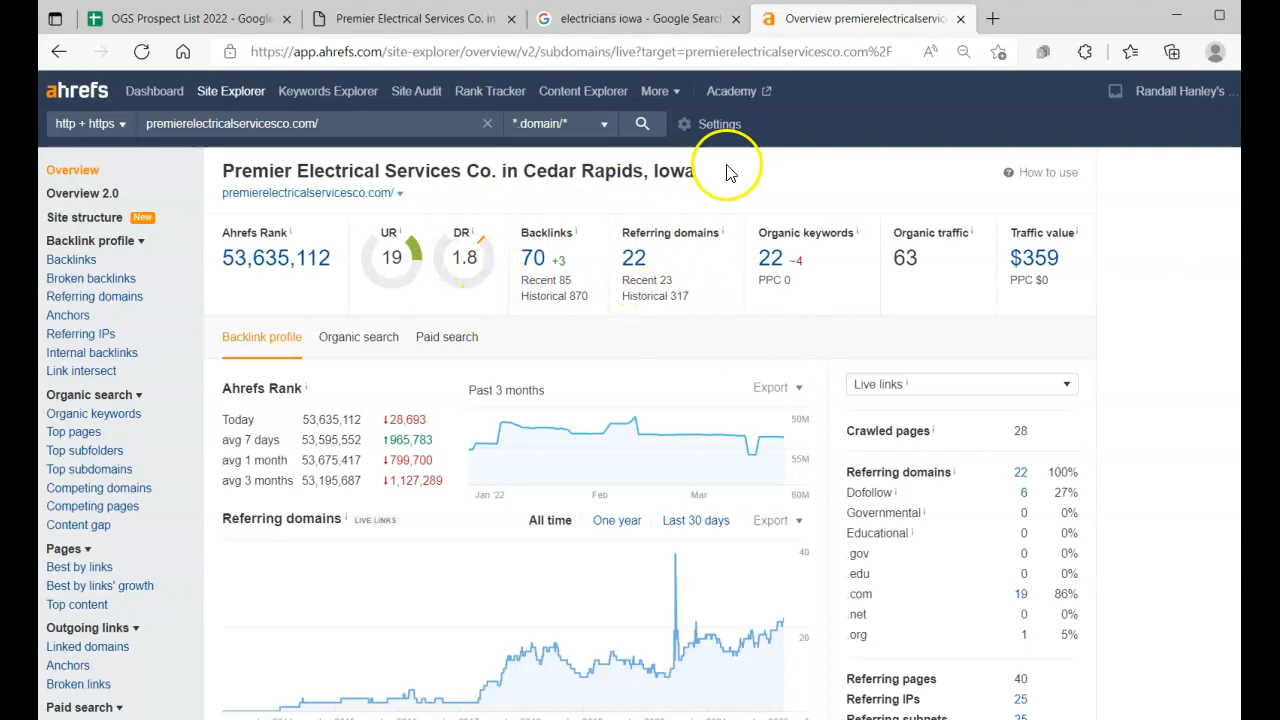 OGS Prospect List 2022 - Google
Premier Electrical Services Co. in
electricians iowa - Google Search
Overview premierelectricalservic
https://app.ahrefs.com/site-explorer/overview/v2/subdomains/live?target=premierelectricalservicesco.com%2F
ahrefs Dashboard Site Explorer Keywords Explorer Site Audit Rank Tracker Content Explorer More Academy Randall Hanley's ...
http + https premierelectricalservicesco.com/ *.domain/* Settings
Overview
Overview 2.0
Site structure New
Backlink profile
Backlinks
Broken backlinks
Referring domains
Anchors
Referring IPs
Internal backlinks
Link intersect
Organic search
Organic keywords
Top pages
Top subfolders
Top subdomains
Competing domains
Competing pages
Content gap
Pages
Best by links
Best by links' growth
Top content
Outgoing links
Linked domains
Anchors
Broken links
Paid search
Premier Electrical Services Co. in Cedar Rapids, Iowa
How to use
premierelectricalservicesco.com/
Ahrefs Rank
53,635,112
UR
19
DR
1.8
Backlinks
70 +3
Recent 85
Historical 870
Referring domains
22
Recent 23
Historical 317
Organic keywords
22 −4
PPC 0
Organic traffic
63
Traffic value
$359
PPC $0
Backlink profile Organic search Paid search
Ahrefs Rank
Today 53,635,112 ↓28,693
avg 7 days 53,595,552 ↑965,783
avg 1 month 53,675,417 ↓799,700
avg 3 months 53,195,687 ↓1,127,289
Past 3 months Export
50M
55M
60M
Jan '22 Feb Mar
Referring domains LIVE LINKS All time One year Last 30 days Export
40
20
Live links
Crawled pages 28
Referring domains 22 100%
Dofollow 6 27%
Governmental 0 0%
Educational 0 0%
.gov 0 0%
.edu 0 0%
.com 19 86%
.net 0 0%
.org 1 5%
Referring pages 40
Referring IPs 25
Referring subnets 25